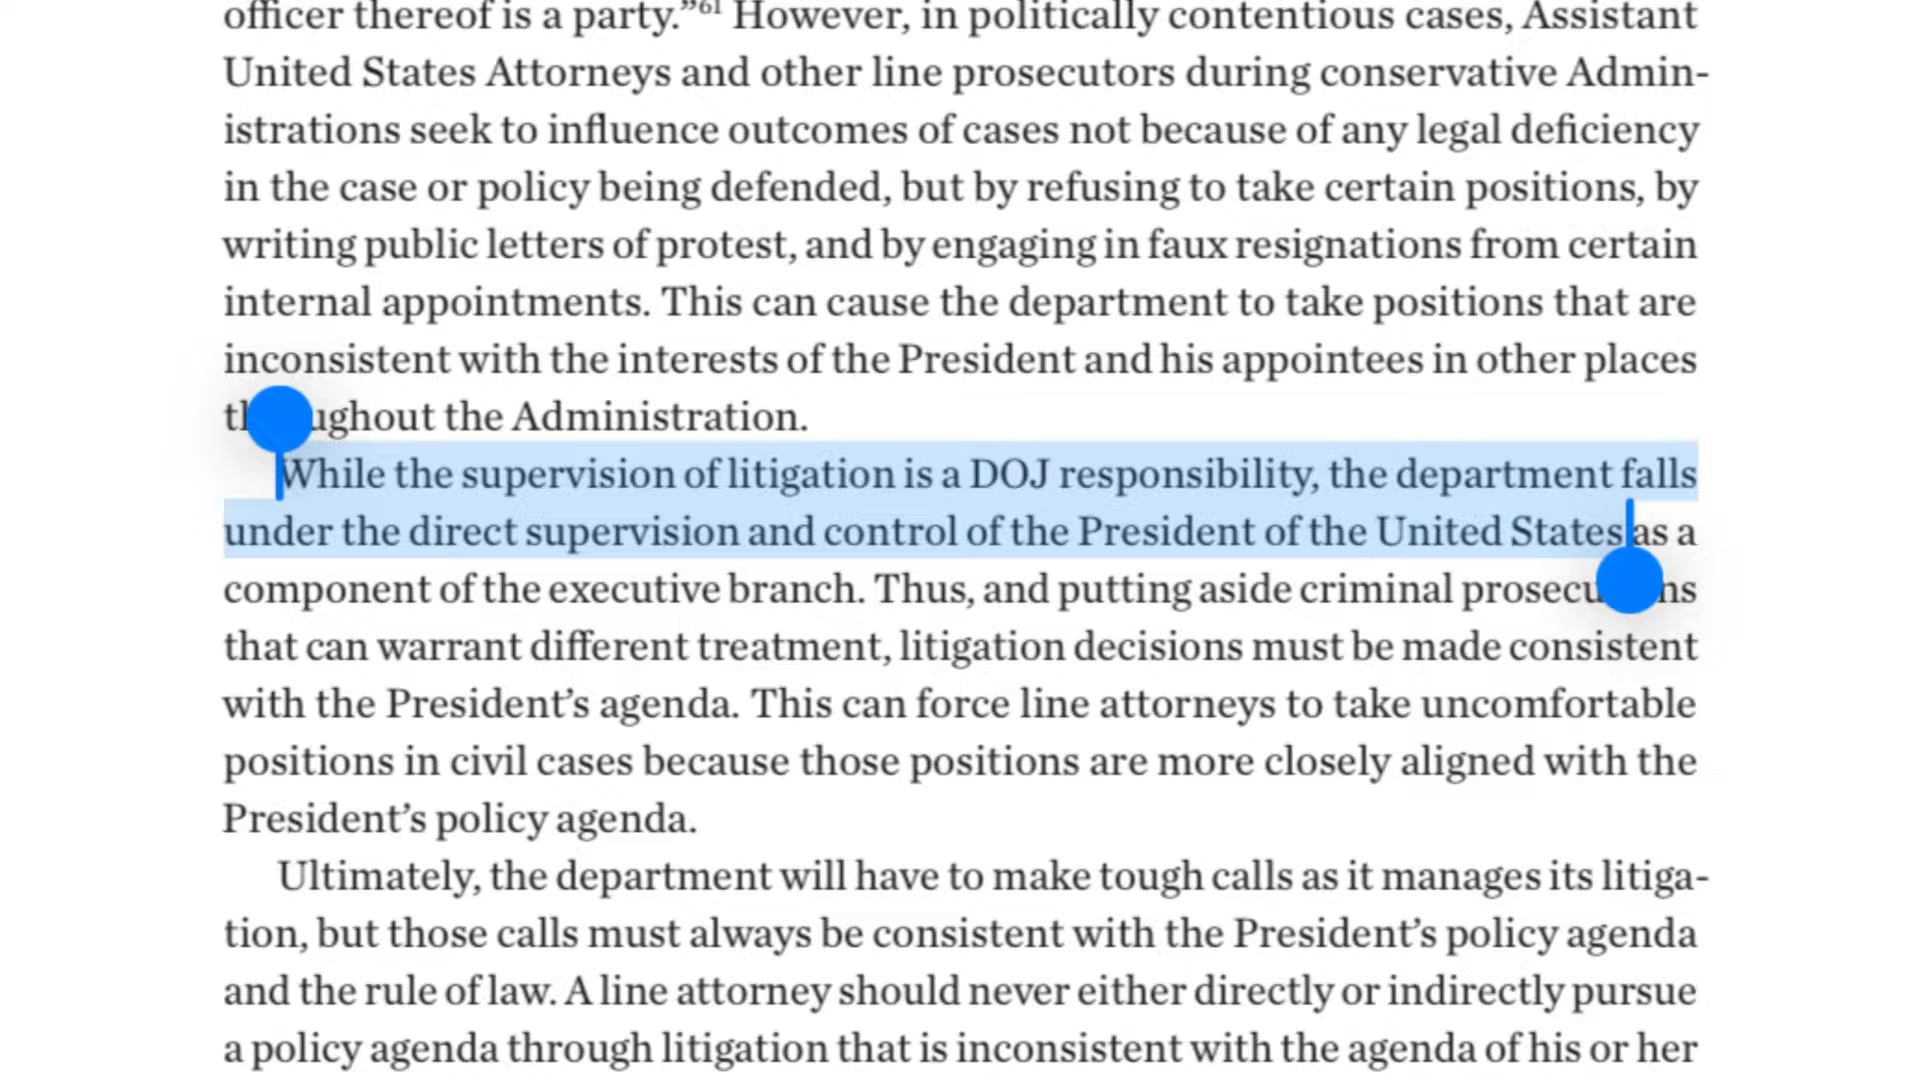 officer thereof is a party.”61 However, in politically contentious cases, Assistant
United States Attorneys and other line prosecutors during conservative Admin-
istrations seek to influence outcomes of cases not because of any legal deficiency
in the case or policy being defended, but by refusing to take certain positions, by
writing public letters of protest, and by engaging in faux resignations from certain
internal appointments. This can cause the department to take positions that are
inconsistent with the interests of the President and his appointees in other places
the Administration.
While the supervision of litigation is a DOJ responsibility, the department falls
under the direct supervision and control of the President of the United States as a
component of the executive branch. Thus, and putting aside criminal
that can warrant different treatment, litigation decisions must be made consistent
with the President’s agenda. This can force line attorneys to take uncomfortable
positions in civil cases because those positions are more closely aligned with the
President’s policy agenda.
Ultimately, the department will have to make tough calls as it manages its litiga-
tion, but those calls must always be consistent with the President’s policy agenda
and the rule of law. A line attorney should never either directly or indirectly pursue
a policy agenda through litigation that is inconsistent with the agenda of his or her